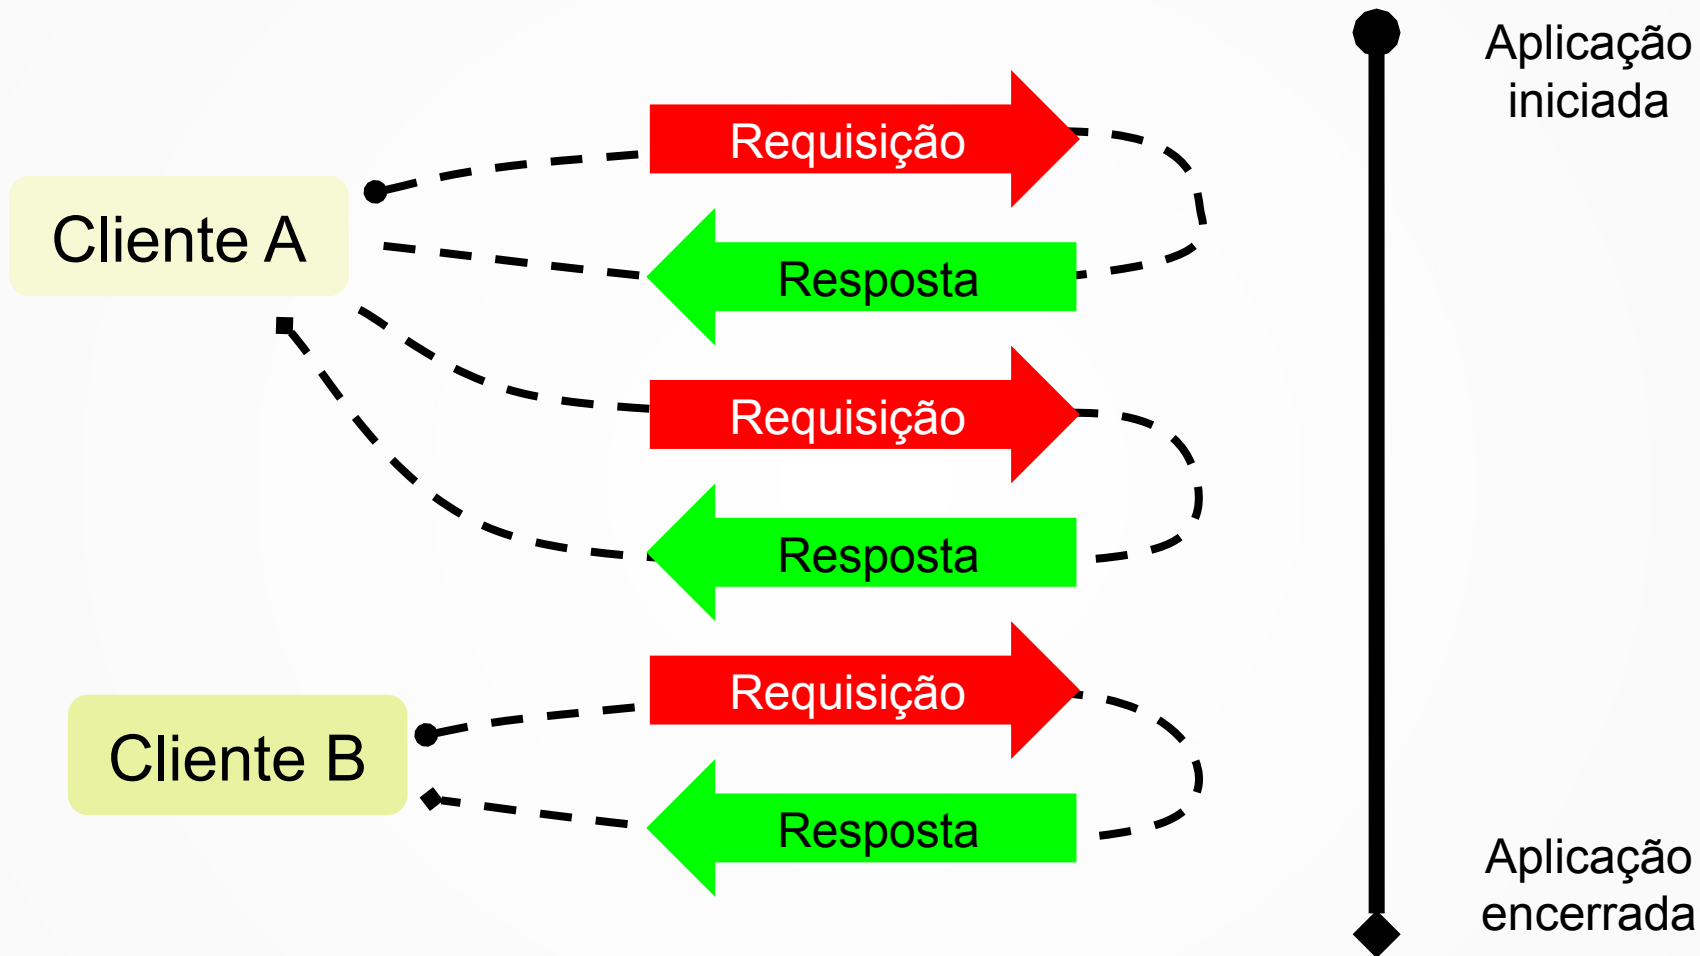 Aplicação
iniciada
Requisição
Cliente A
Resposta
Requisição
Resposta
Requisição
Cliente B
Resposta
Aplicação
encerrada